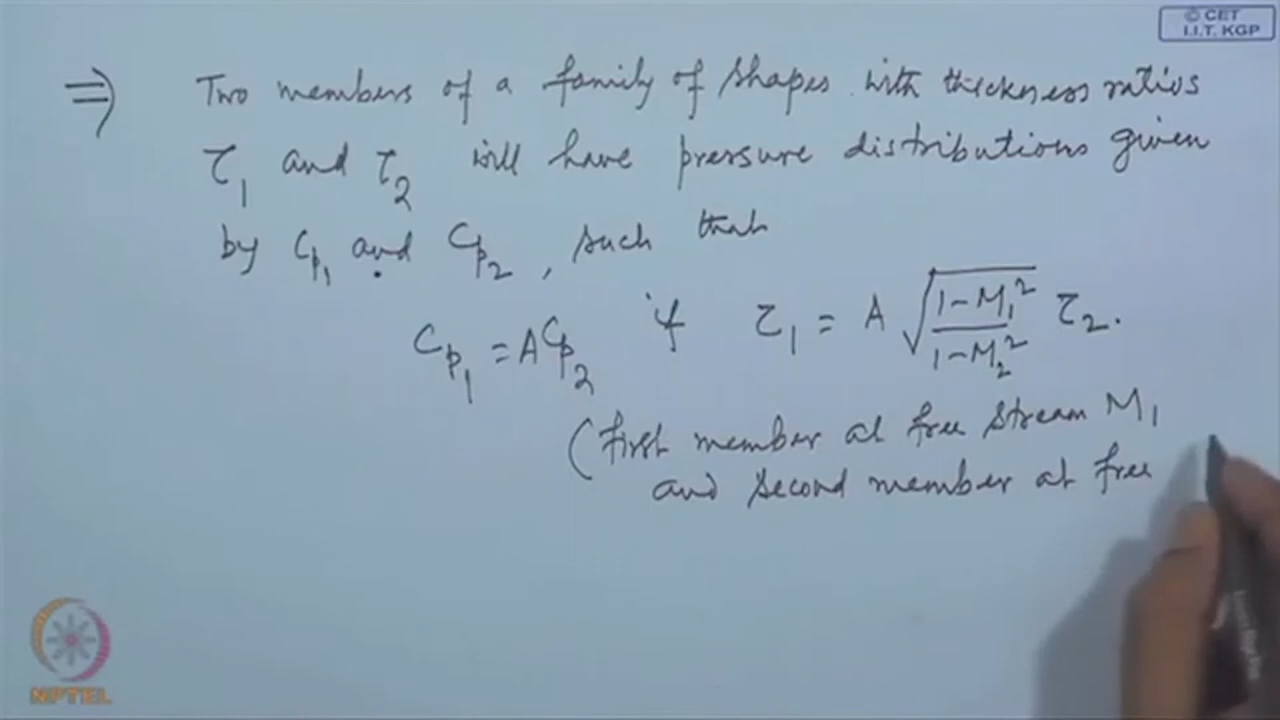 © CET
I.I.T. KGP
⇒ Two members of a family of shapes with thickness ratios
τ₁ and τ₂ will have pressure distributions given
by Cp₁ and Cp₂, such that
Cp₁ = A Cp₂ if τ₁ = A √((1-M₁²)/(1-M₂²)) τ₂.
(First member at free stream M₁
and second member at free
NPTEL